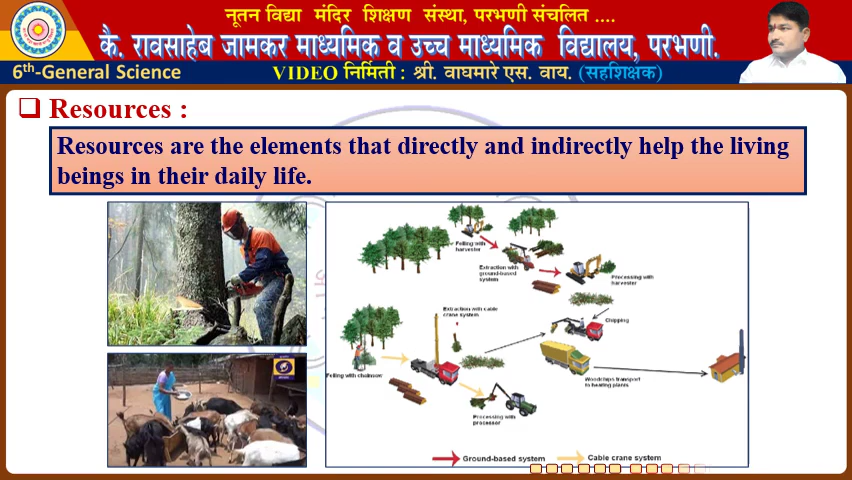 नूतन विद्या मंदिर शिक्षण संस्था, परभणी संचलित ....
कै. रावसाहेब जामकर माध्यमिक व उच्च माध्यमिक विद्यालय, परभणी.
6th-General Science
VIDEO निर्मिती : श्री. वाघमारे एस. वाय. (सहशिक्षक)
Resources :
Resources are the elements that directly and indirectly help the living
beings in their daily life.
Felling with
harvester
Extraction with
ground-based
system
Processing with
harvester
Extraction with cable
crane system
Chipping
Felling with chainsaw
Woodchips transport
to heating plants
Processing with
processor
Ground-based system
Cable crane system